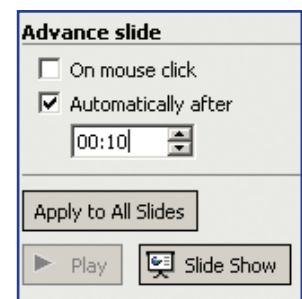 Advance slide
On mouse click
Automatically after
00:10
Apply to All Slides
Play Slide Show